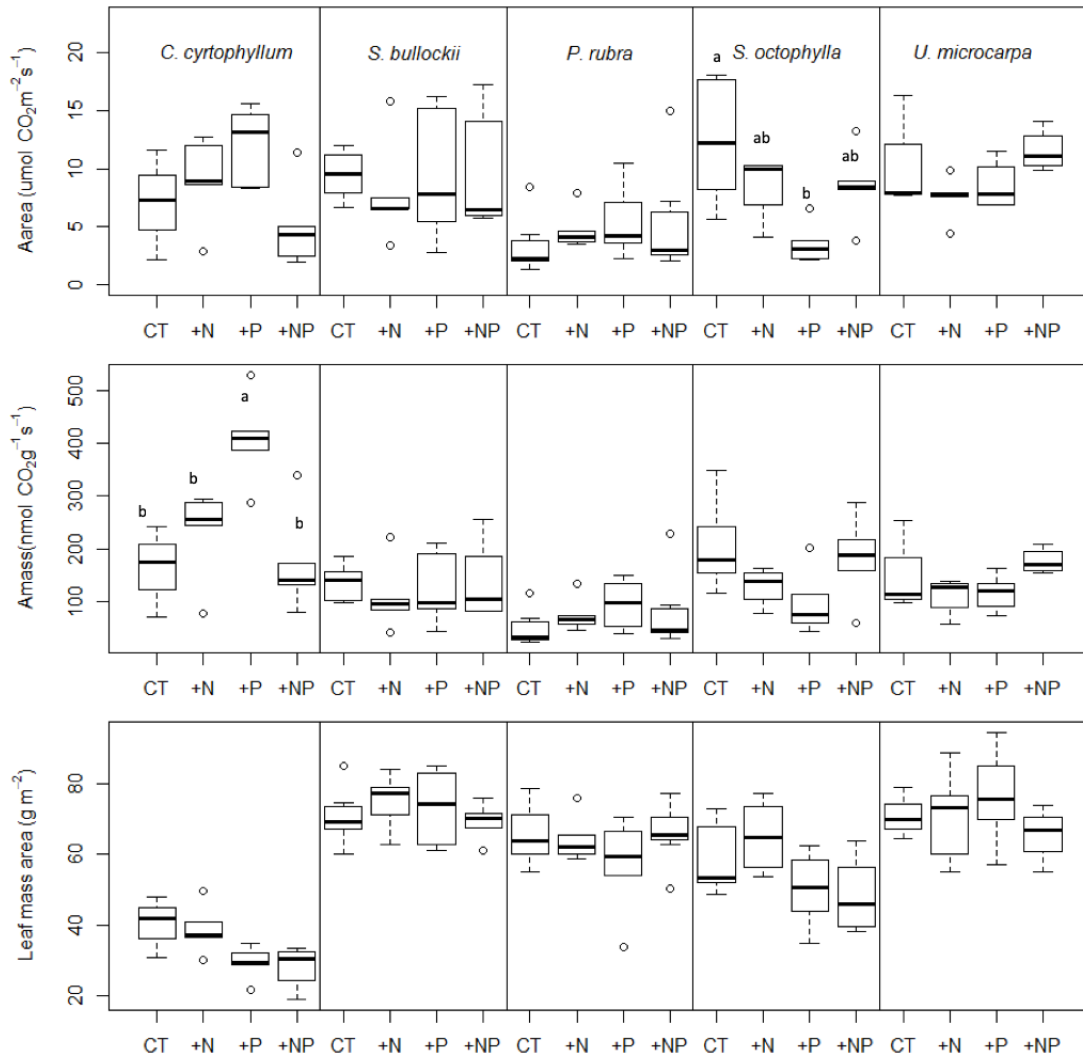 C. cyrtophyllum S. bullockii P. rubra S. octophylla U. microcarpa
Aarea (umol CO2m−2s−1)
20
15
10
5
0
a
ab
b
ab
CT +N +P +NP CT +N +P +NP CT +N +P +NP CT +N +P +NP CT +N +P +NP
Amass(nmol CO2g−1s−1)
500
400
300
200
100
b
b
a
b
CT +N +P +NP CT +N +P +NP CT +N +P +NP CT +N +P +NP CT +N +P +NP
Leaf mass area (g m−2)
80
60
40
20
CT +N +P +NP CT +N +P +NP CT +N +P +NP CT +N +P +NP CT +N +P +NP